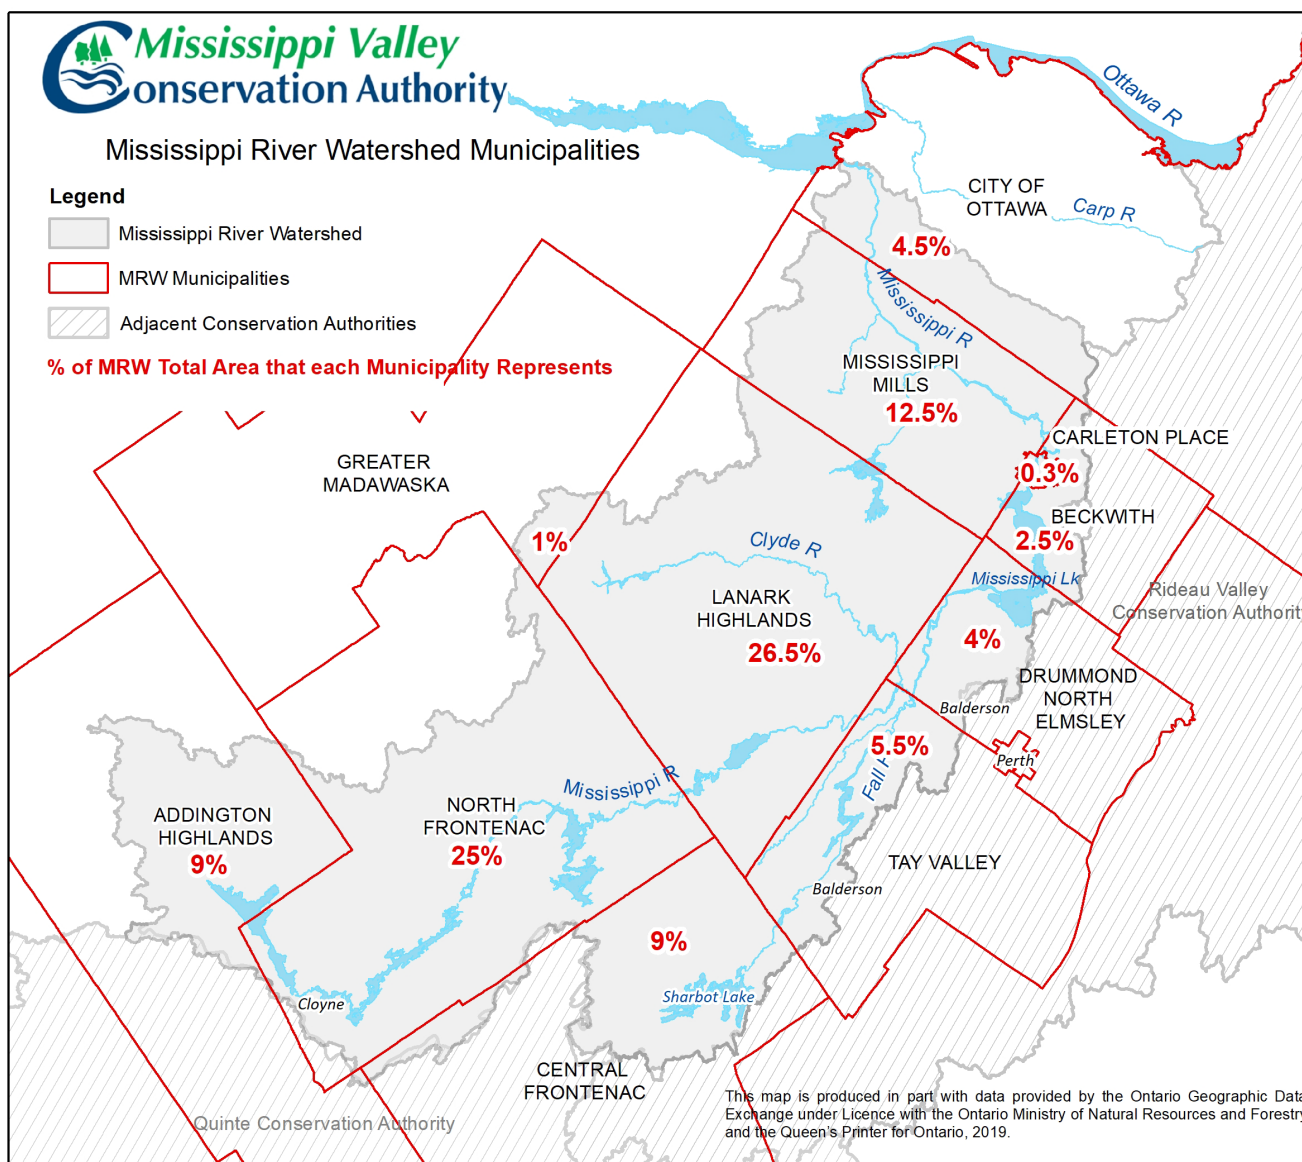 Mississippi Valley
Conservation Authority
Mississippi River Watershed Municipalities
Legend
Mississippi River Watershed
MRW Municipalities
Adjacent Conservation Authorities
% of MRW Total Area that each Municipality Represents
Ottawa R
CITY OF
OTTAWA
Carp R
4.5%
Mississippi R
MISSISSIPPI
MILLS
12.5%
CARLETON PLACE
0.3%
GREATER
MADAWASKA
BECKWITH
2.5%
1%
Clyde R
Mississippi Lk
Rideau Valley
Conservation Authorit
LANARK
HIGHLANDS
26.5%
4%
DRUMMOND
NORTH
ELMSLEY
Balderson
5.5%
Perth
Fall R
Mississippi R
ADDINGTON
HIGHLANDS
9%
NORTH
FRONTENAC
25%
TAY VALLEY
Balderson
9%
Sharbot Lake
Cloyne
CENTRAL
FRONTENAC
Quinte Conservation Authority
This map is produced in part with data provided by the Ontario Geographic Data
Exchange under Licence with the Ontario Ministry of Natural Resources and Forestry
and the Queen's Printer for Ontario, 2019.